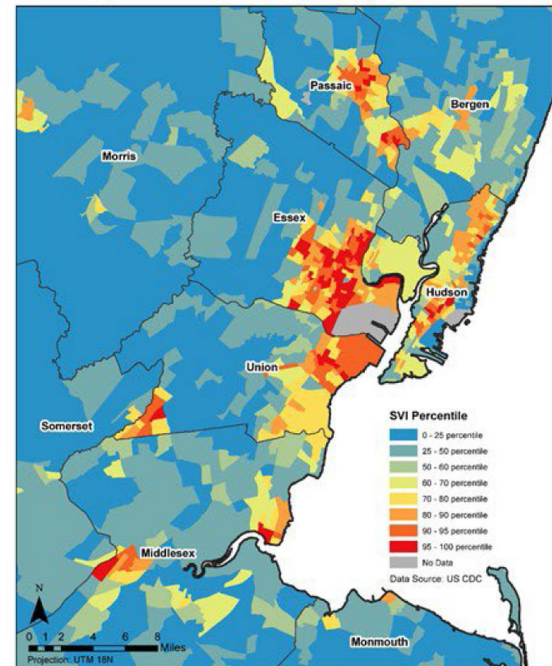 Passaic
Bergen
Morris
Essex
Hudson
Union
Somerset
SVI Percentile
0 - 25 percentile
25 - 50 percentile
50 - 60 percentile
60 - 70 percentile
70 - 80 percentile
80 - 90 percentile
90 - 95 percentile
95 - 100 percentile
No Data
Data Source: US CDC
Middlesex
N
0 1 2 4 6 8
Miles
Projection: UTM 18N
Monmouth